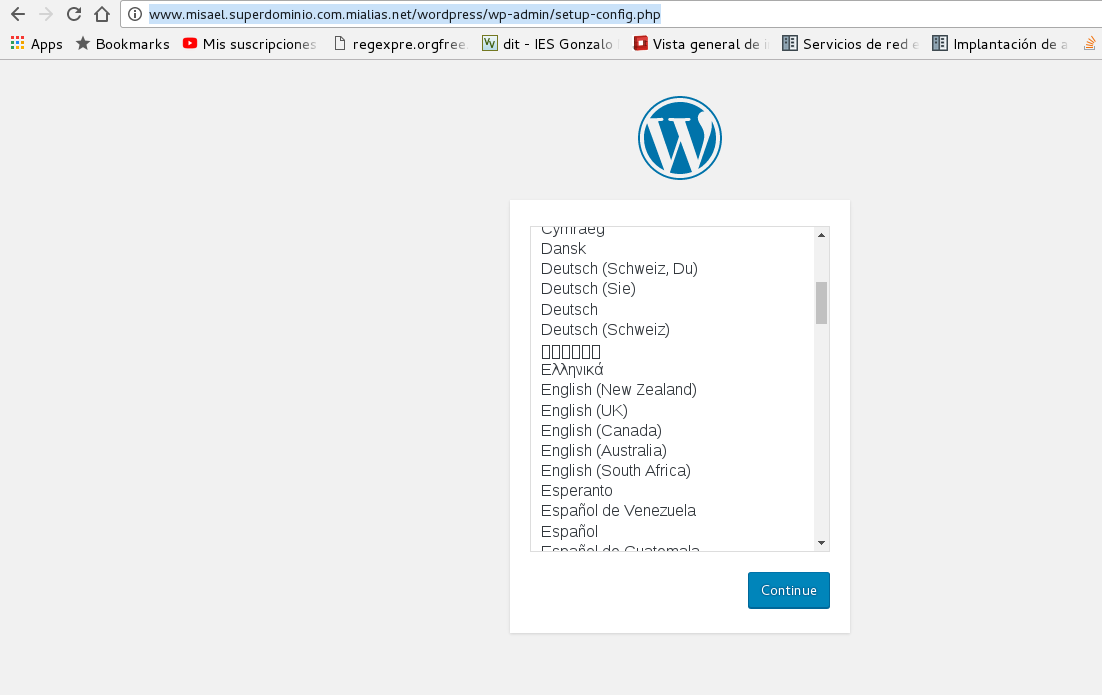 www.misael.superdominio.com.mialias.net/wordpress/wp-admin/setup-config.php
Apps Bookmarks Mis suscripciones regexpre.orgfree. dit - IES Gonzalo Vista general de Servicios de red e Implantación de a
Cymraeg
Dansk
Deutsch (Schweiz, Du)
Deutsch (Sie)
Deutsch
Deutsch (Schweiz)
Ελληνικά
English (New Zealand)
English (UK)
English (Canada)
English (Australia)
English (South Africa)
Esperanto
Español de Venezuela
Español
Español de Guatemala
Continue